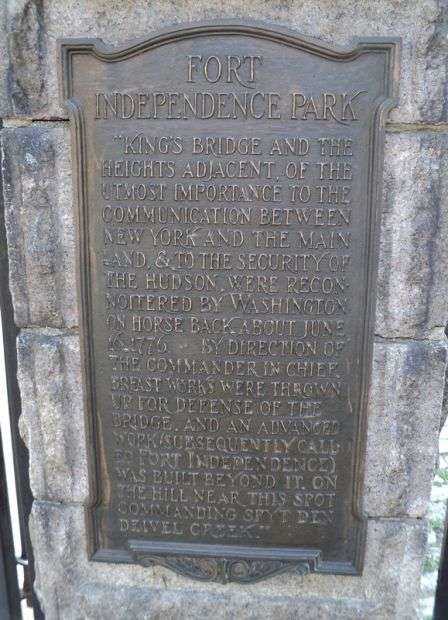 FORT
INDEPENDENCE PARK
"KING'S BRIDGE AND THE
HEIGHTS ADJACENT, OF THE
UTMOST IMPORTANCE TO THE
COMMUNICATION BETWEEN
NEW YORK AND THE MAIN
LAND, & TO THE SECURITY OF
THE HUDSON, WERE RECON-
NOITERED BY WASHINGTON
ON HORSE BACK ABOUT JUNE
16, 1776. BY DIRECTION OF
THE COMMANDER IN CHIEF,
BREAST WORKS WERE THROWN
UP FOR DEFENSE OF THE
BRIDGE, AND AN ADVANCED
WORK (SUBSEQUENTLY CALL-
ED FORT INDEPENDENCE)
WAS BUILT BEYOND IT, ON
THE HILL NEAR THIS SPOT
COMMANDING SPYT DEN
DEIVEL CREEK."